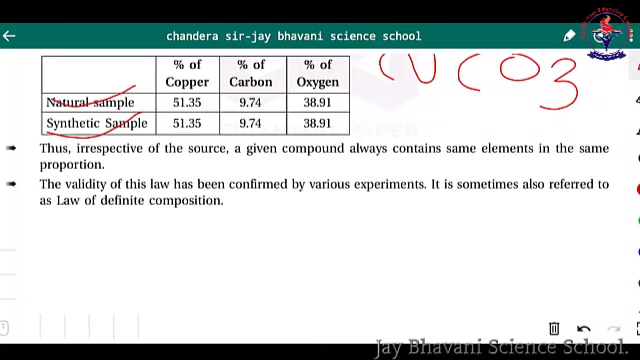 chandera sir-jay bhavani science school
% of Copper % of Carbon % of Oxygen
Natural sample 51.35 9.74 38.91
Synthetic Sample 51.35 9.74 38.91
CUCO3
Thus, irrespective of the source, a given compound always contains same elements in the same
proportion.
The validity of this law has been confirmed by various experiments. It is sometimes also referred to
as Law of definite composition.
Jay Bhavani Science School.